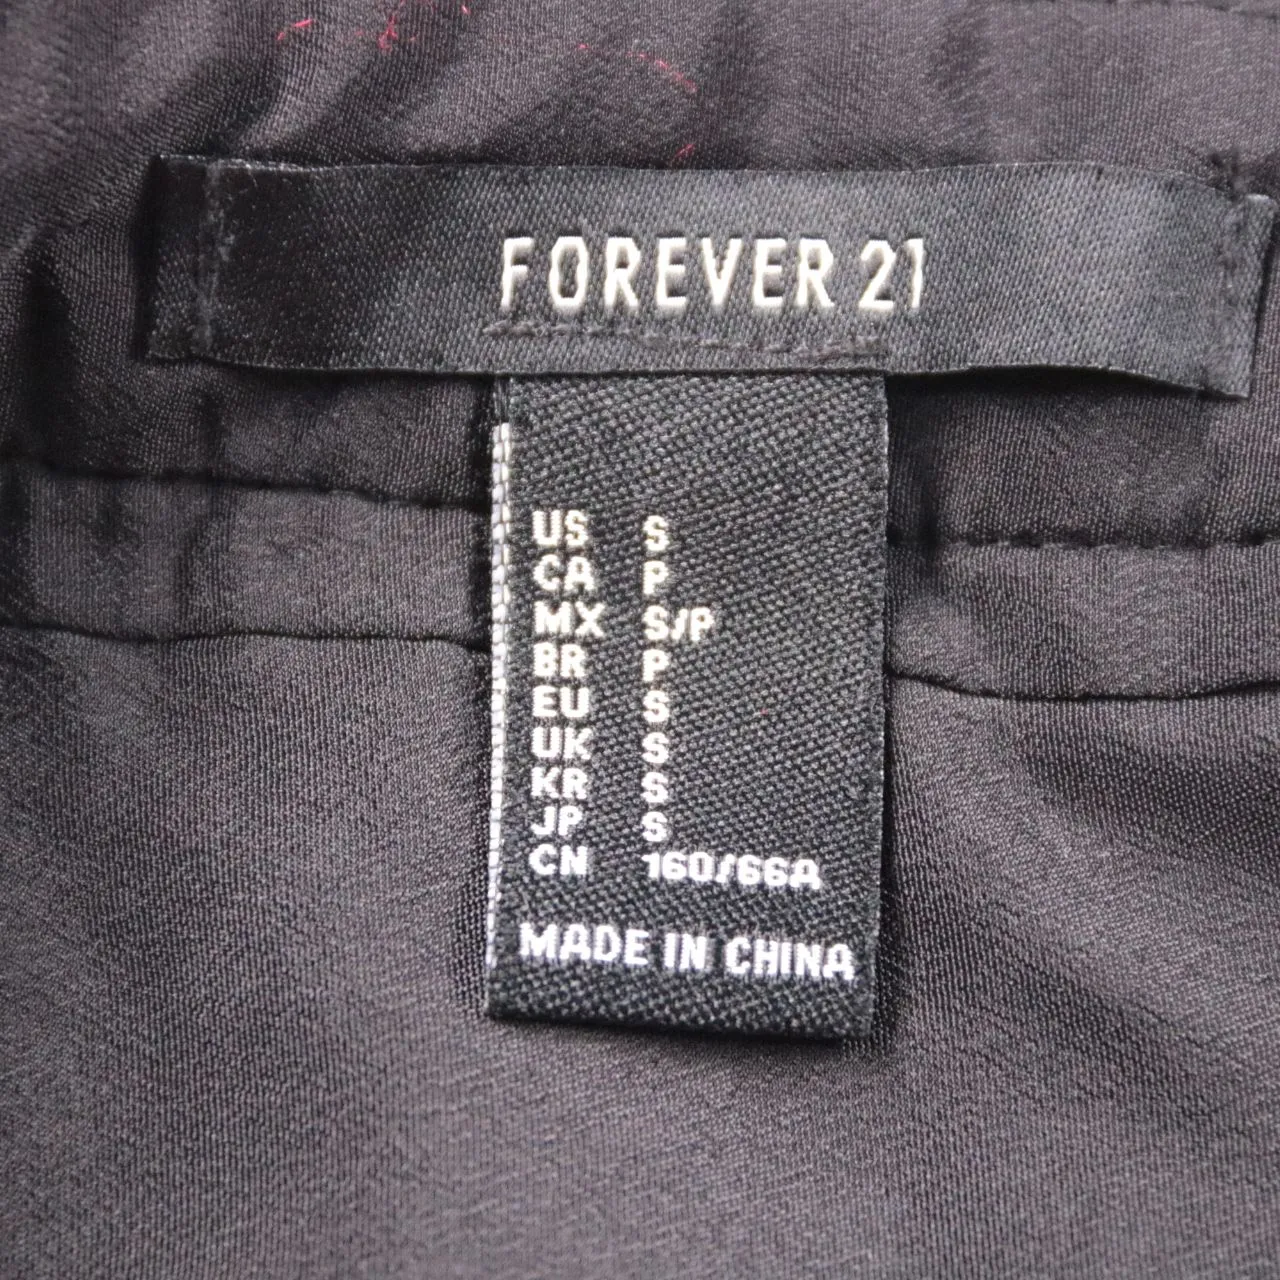 FOREVER 21
US S
CA P
MX S/P
BR P
EU S
UK S
KR S
JP S
CN 160/66A
MADE IN CHINA